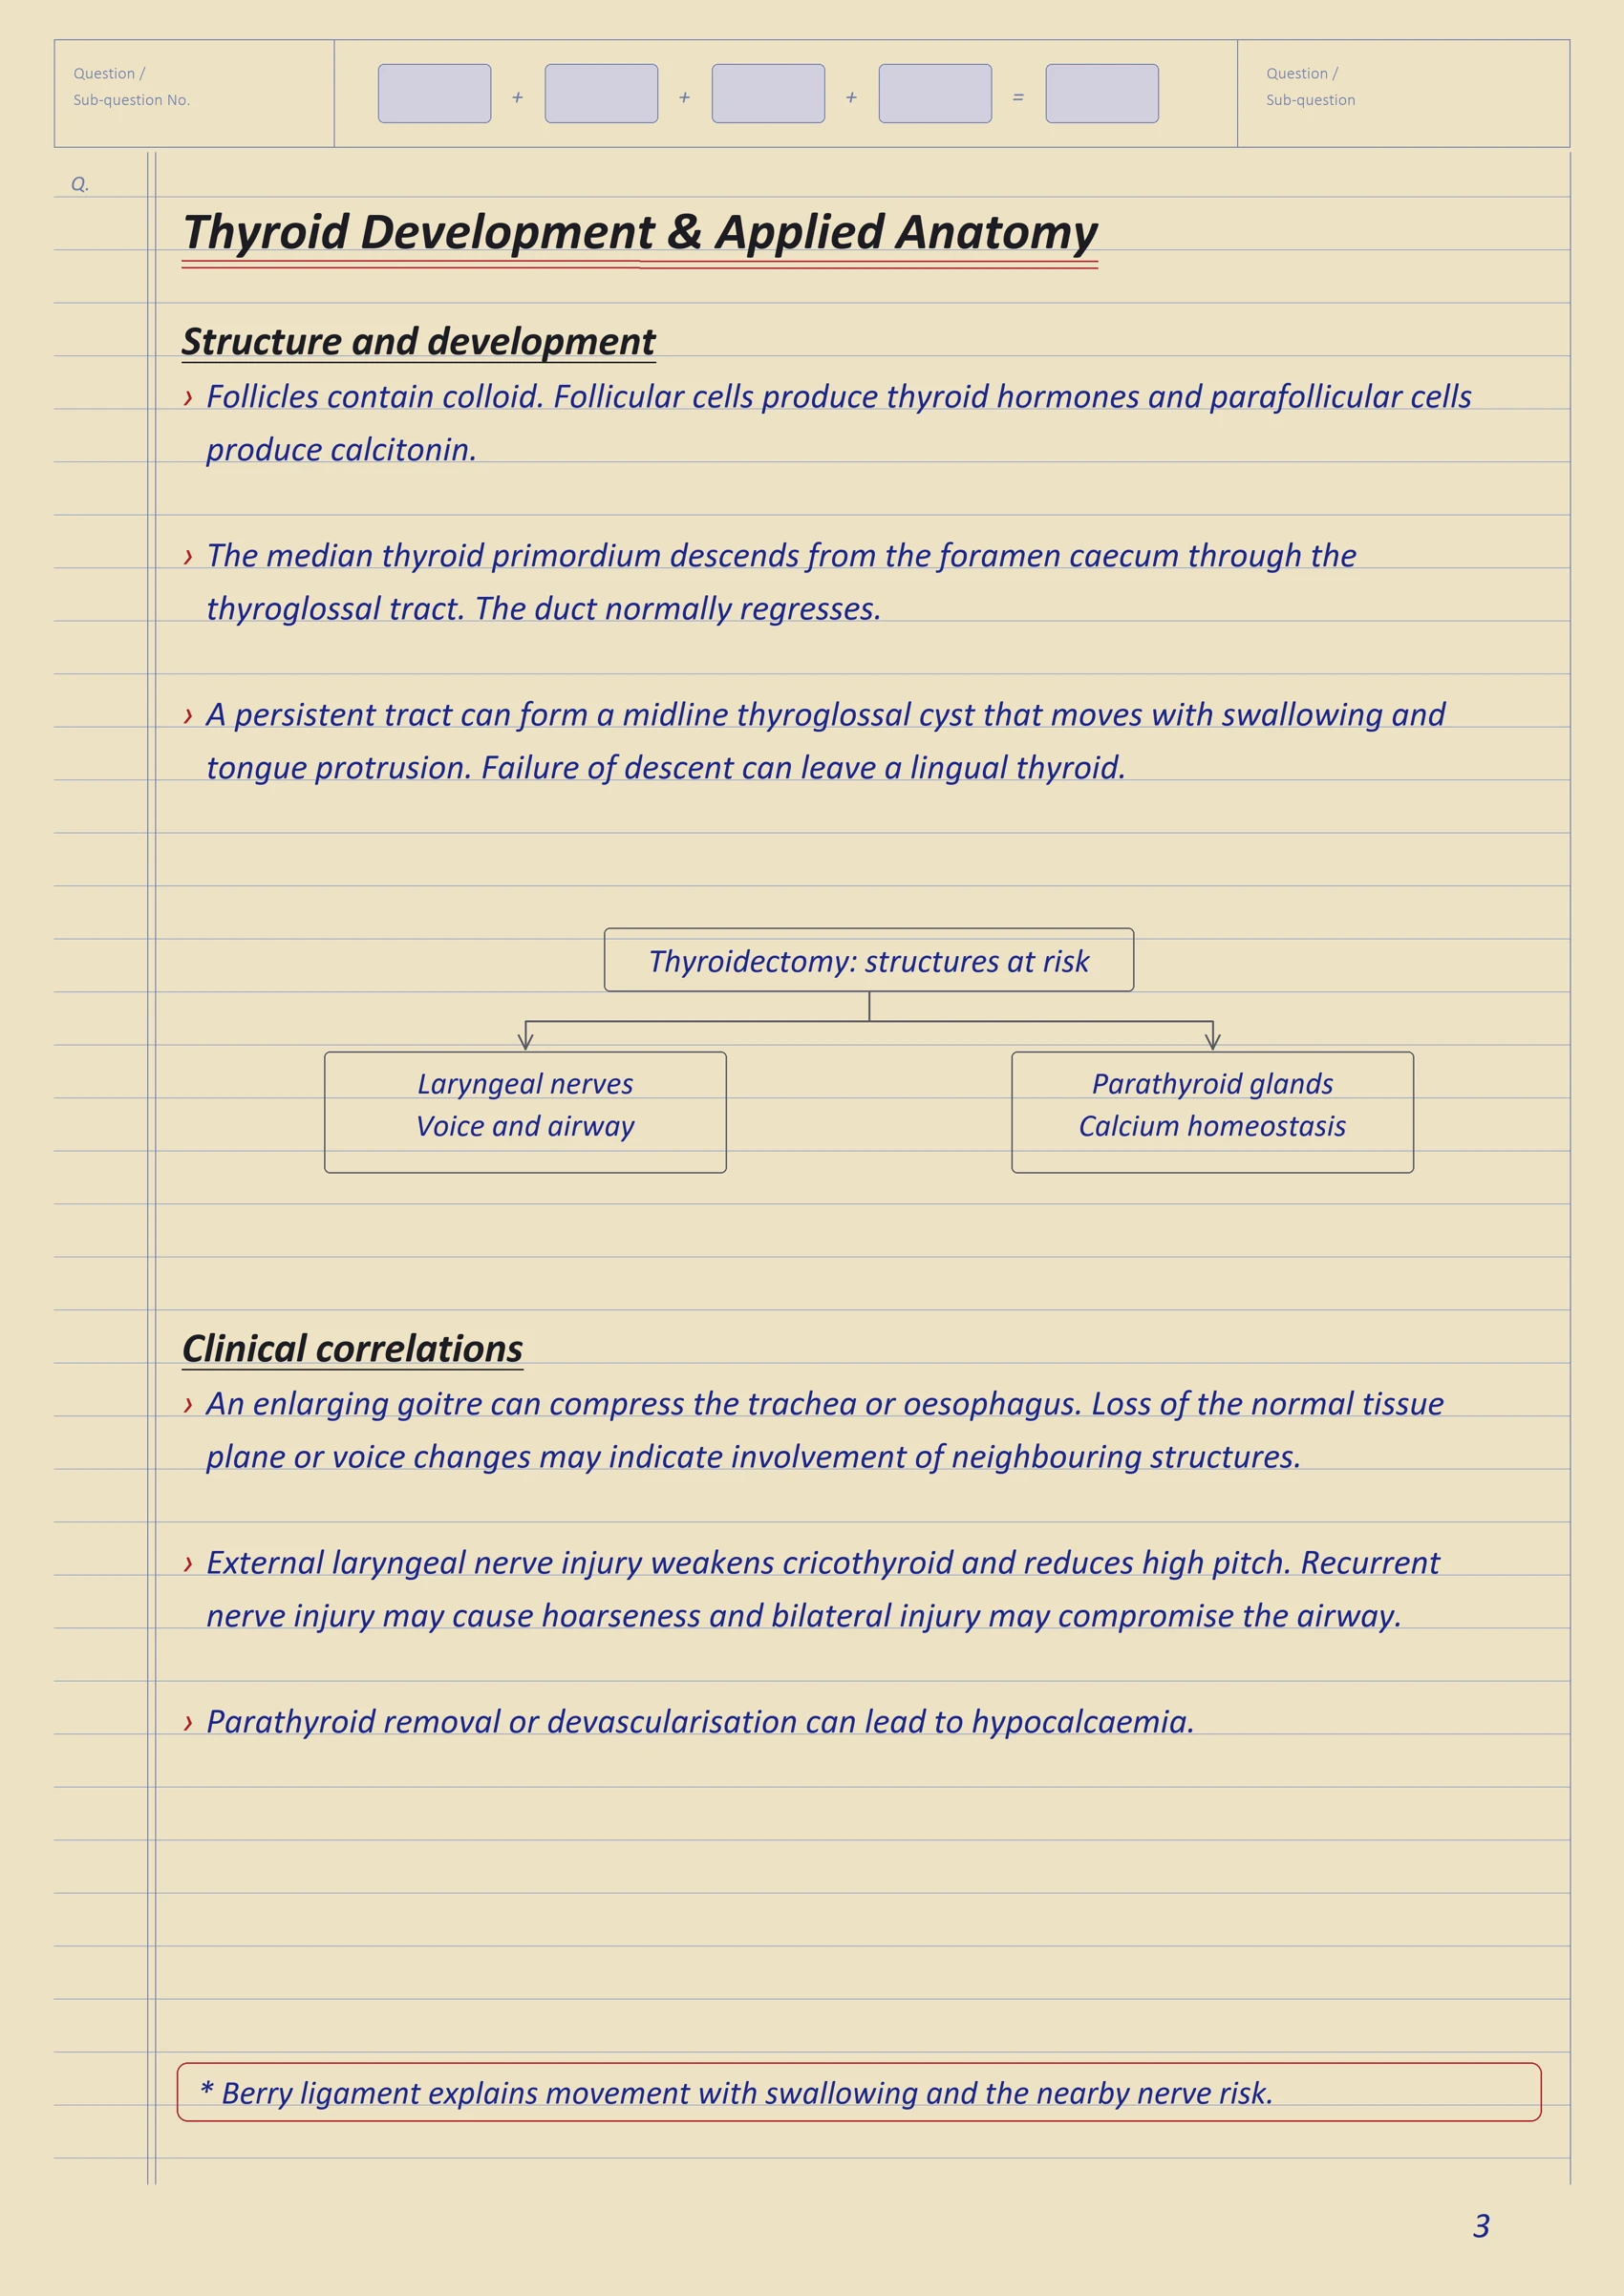 Question /
Sub-question No.
+ + + =
Question /
Sub-question
Q.
Thyroid Development & Applied Anatomy
Structure and development
› Follicles contain colloid. Follicular cells produce thyroid hormones and parafollicular cells
produce calcitonin.
› The median thyroid primordium descends from the foramen caecum through the
thyroglossal tract. The duct normally regresses.
› A persistent tract can form a midline thyroglossal cyst that moves with swallowing and
tongue protrusion. Failure of descent can leave a lingual thyroid.
Thyroidectomy: structures at risk
Laryngeal nerves
Voice and airway
Parathyroid glands
Calcium homeostasis
Clinical correlations
› An enlarging goitre can compress the trachea or oesophagus. Loss of the normal tissue
plane or voice changes may indicate involvement of neighbouring structures.
› External laryngeal nerve injury weakens cricothyroid and reduces high pitch. Recurrent
nerve injury may cause hoarseness and bilateral injury may compromise the airway.
› Parathyroid removal or devascularisation can lead to hypocalcaemia.
* Berry ligament explains movement with swallowing and the nearby nerve risk.
3